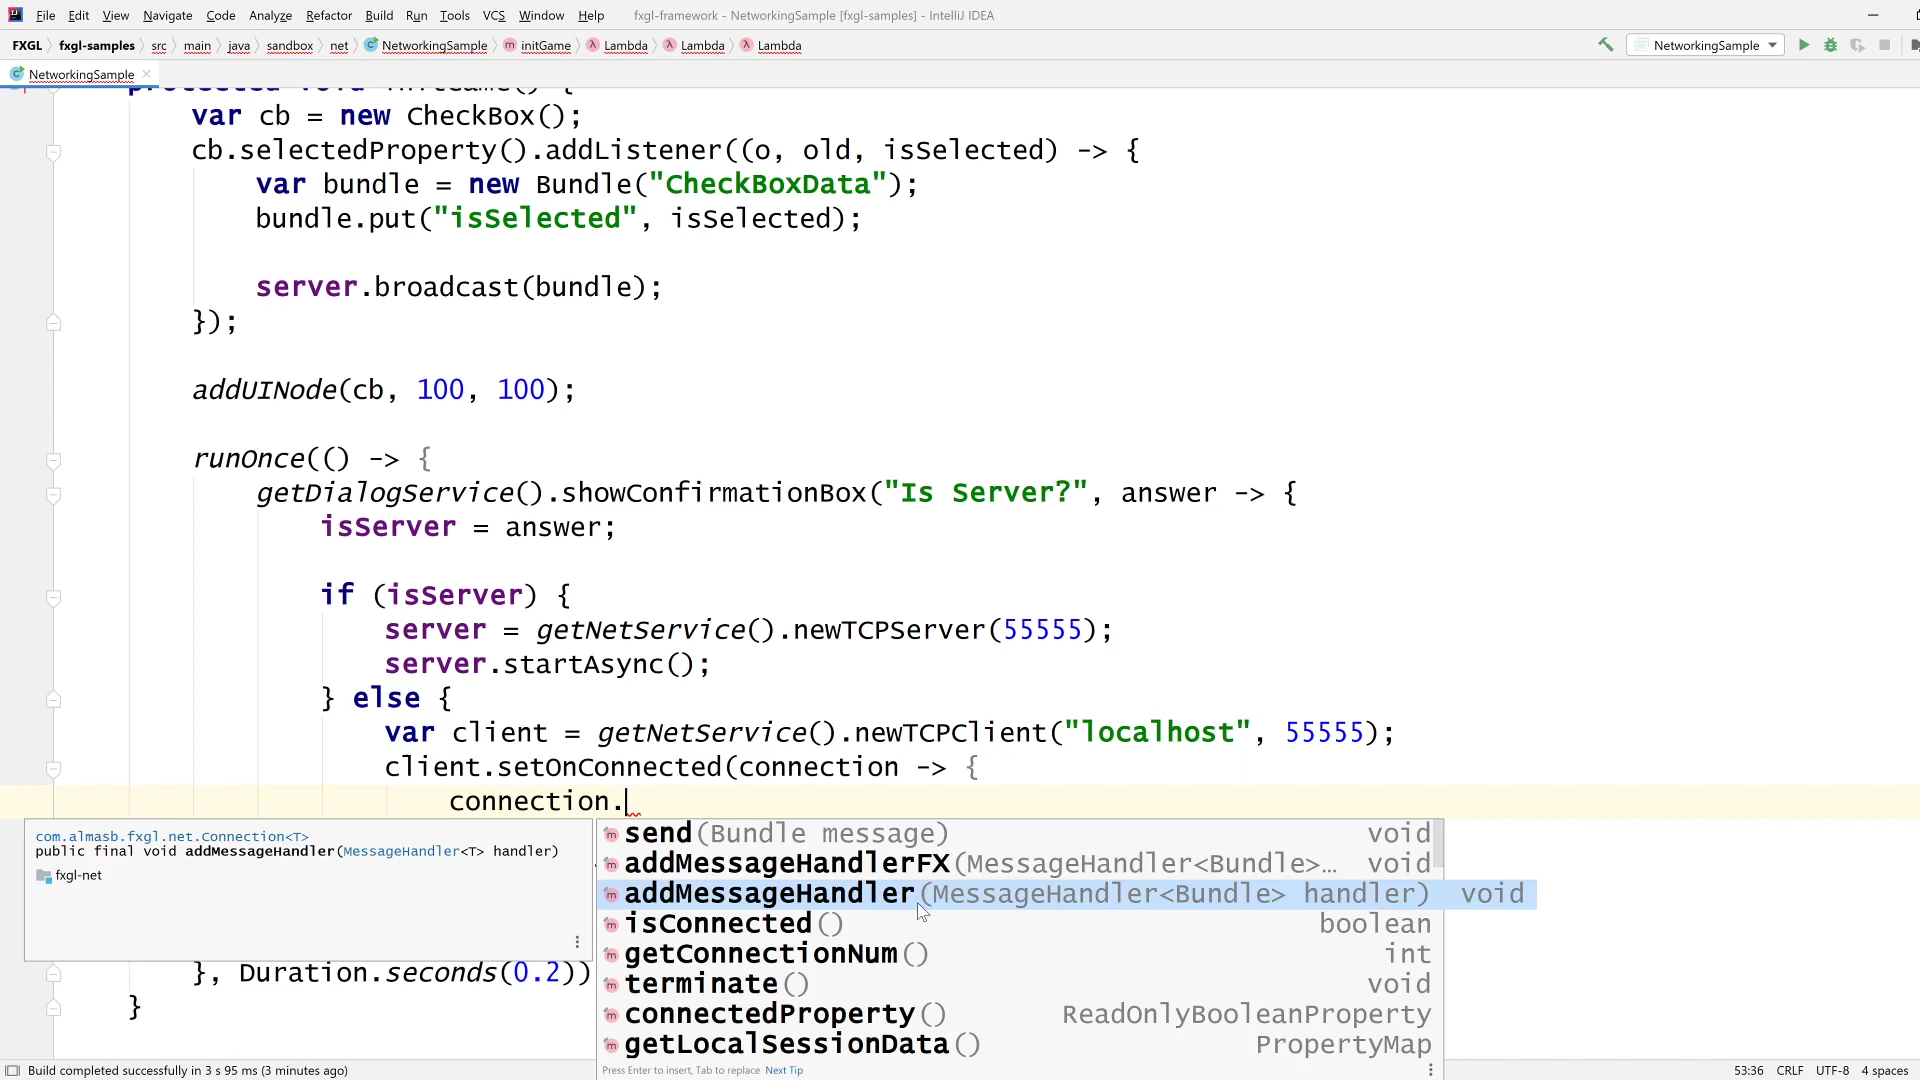 File Edit View Navigate Code Analyze Refactor Build Run Tools VCS Window Help fxgl-framework - NetworkingSample [fxgl-samples] - IntelliJ IDEA
FXGL fxgl-samples src main java sandbox net NetworkingSample initGame Lambda Lambda Lambda NetworkingSample
NetworkingSample
protected void initGame() {
var cb = new CheckBox();
cb.selectedProperty().addListener((o, old, isSelected) -> {
var bundle = new Bundle("CheckBoxData");
bundle.put("isSelected", isSelected);
server.broadcast(bundle);
});
addUINode(cb, 100, 100);
runOnce(() -> {
getDialogService().showConfirmationBox("Is Server?", answer -> {
isServer = answer;
if (isServer) {
server = getNetService().newTCPServer(55555);
server.startAsync();
} else {
var client = getNetService().newTCPClient("localhost", 55555);
client.setOnConnected(connection -> {
connection.
com.almasb.fxgl.net.Connection<T>
public final void addMessageHandler(MessageHandler<T> handler)
fxgl-net
send(Bundle message) void
addMessageHandlerFX(MessageHandler<Bundle>… void
addMessageHandler(MessageHandler<Bundle> handler) void
isConnected() boolean
getConnectionNum() int
terminate() void
connectedProperty() ReadOnlyBooleanProperty
getLocalSessionData() PropertyMap
Press Enter to insert, Tab to replace Next Tip
}, Duration.seconds(0.2))
}
Build completed successfully in 3 s 95 ms (3 minutes ago) 53:36 CRLF UTF-8 4 spaces